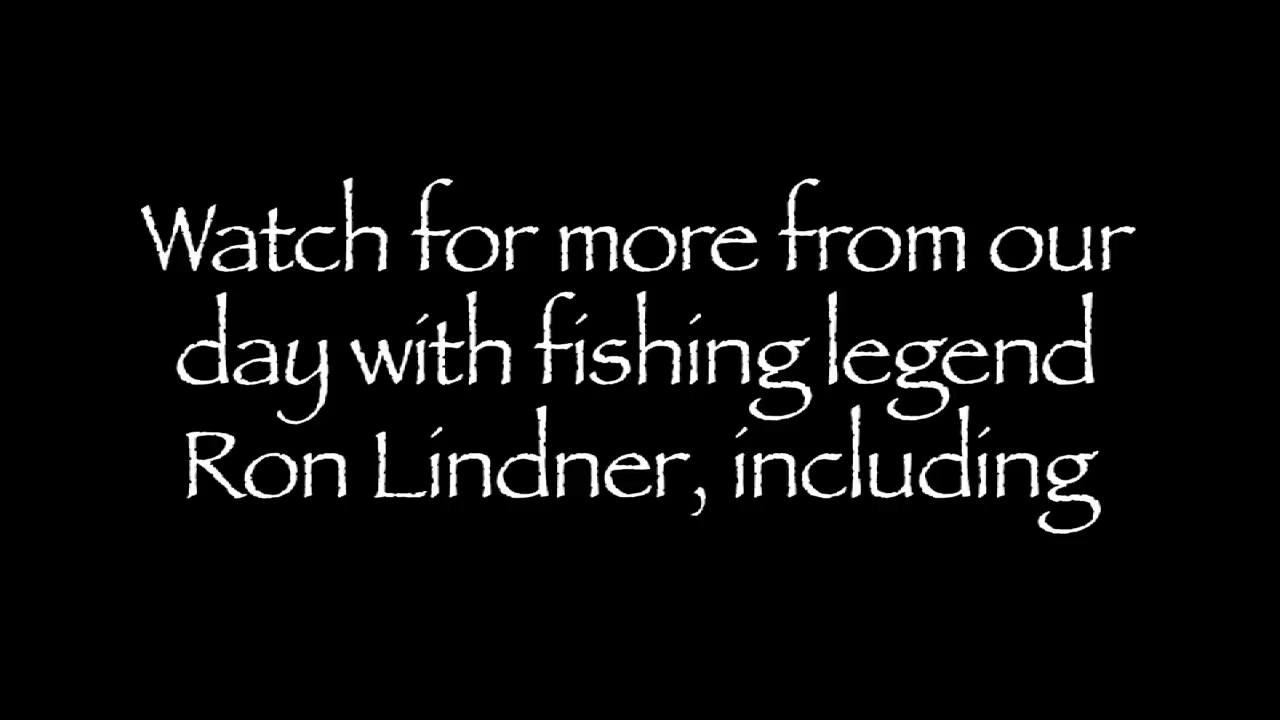 Watch for more from our
day with fishing legend
Ron Lindner, including